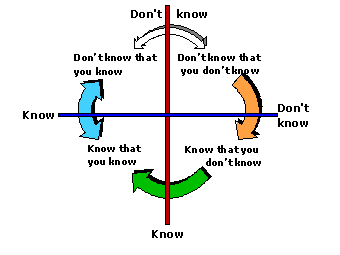 Don't know
Don't know that
you know
Don't know that
you don't know
Know
Don't
know
Know that
you know
Know that you
don't know
Know